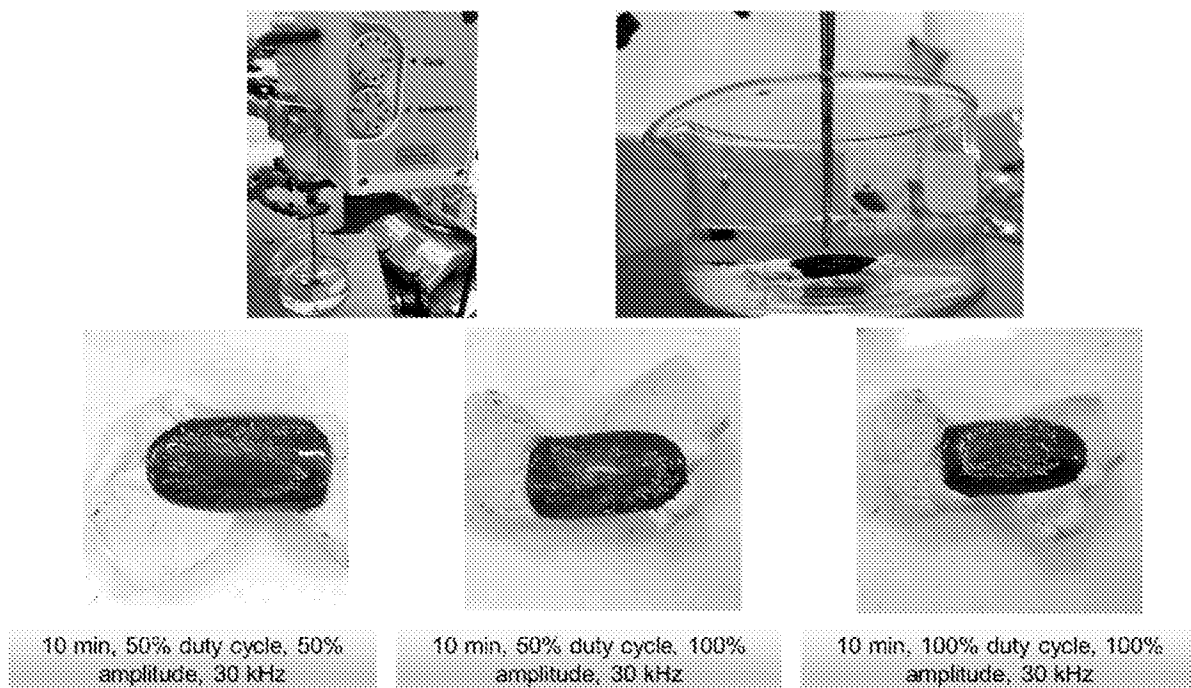 10 min, 50% duty cycle, 50%
amplitude, 30 kHz
10 min, 50% duty cycle, 100%
amplitude, 30 kHz
10 min, 100% duty cycle, 100%
amplitude, 30 kHz